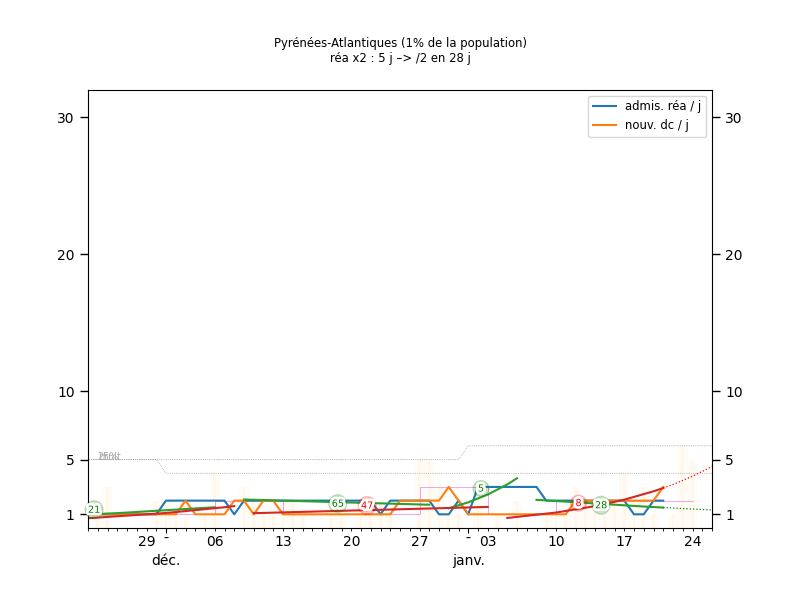 Pyrénées-Atlantiques (1% de la population)
réa x2 : 5 j –> /2 en 28 j
admis. réa / j
nouv. dc / j
30 30
20 20
10 10
5 5
1 1
21 65 47 5 8 28
29 06 13 20 27 03 10 17 24
déc. janv.